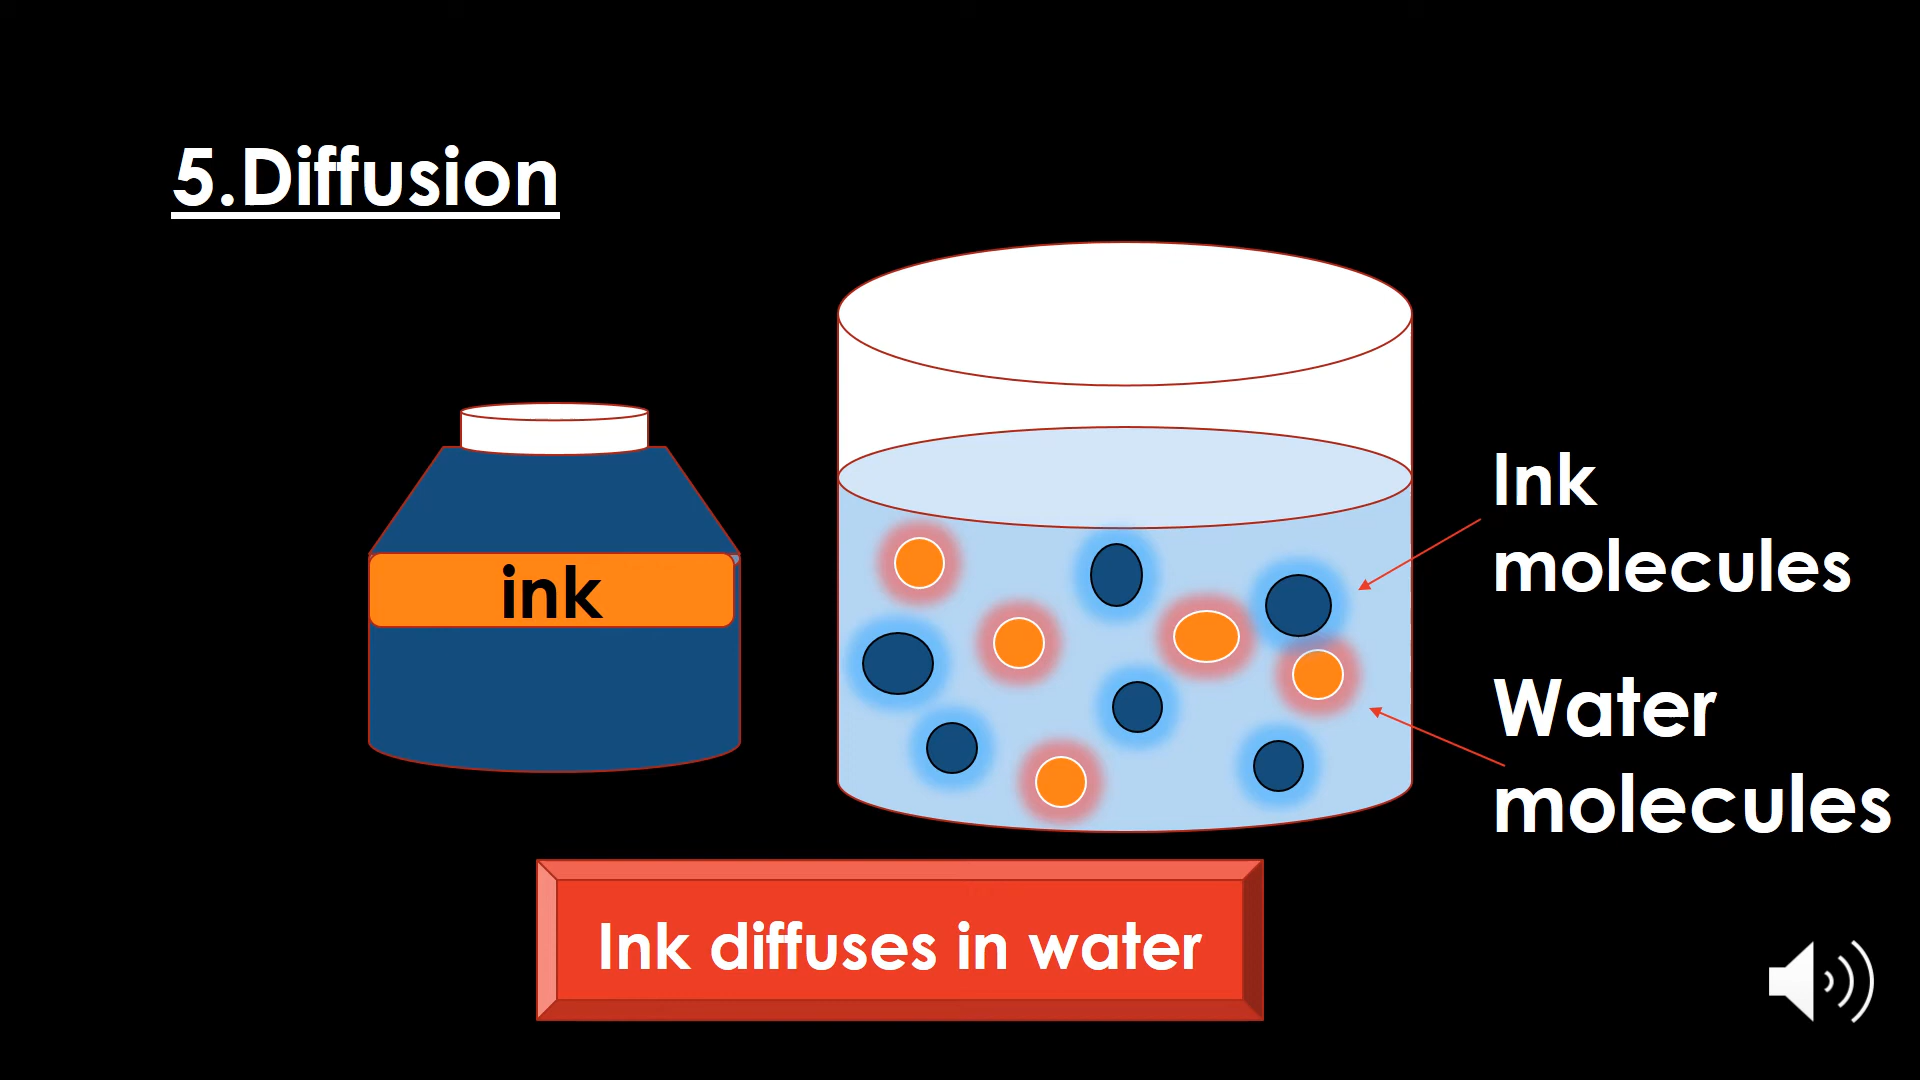 5.Diffusion
ink
Ink
molecules
Water
molecules
Ink diffuses in water